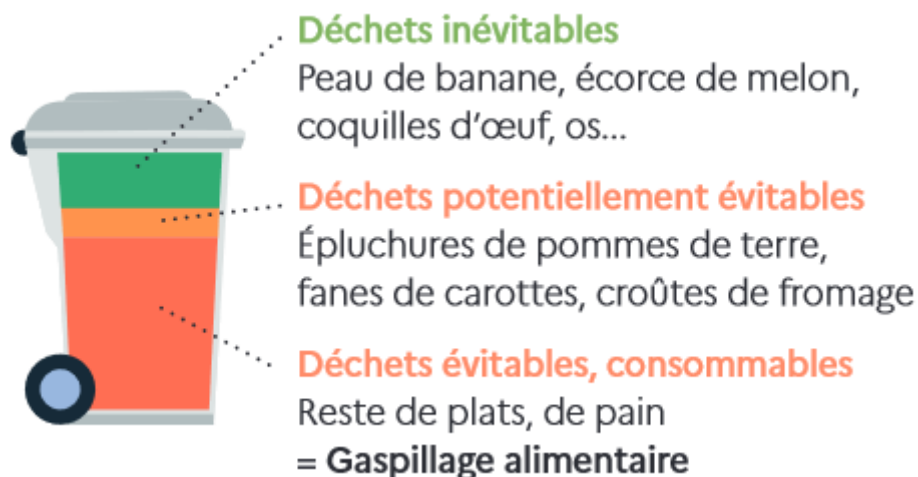 Déchets inévitables
Peau de banane, écorce de melon,
coquilles d'œuf, os...
Déchets potentiellement évitables
Épluchures de pommes de terre,
fanes de carottes, croûtes de fromage
Déchets évitables, consommables
Reste de plats, de pain
= Gaspillage alimentaire